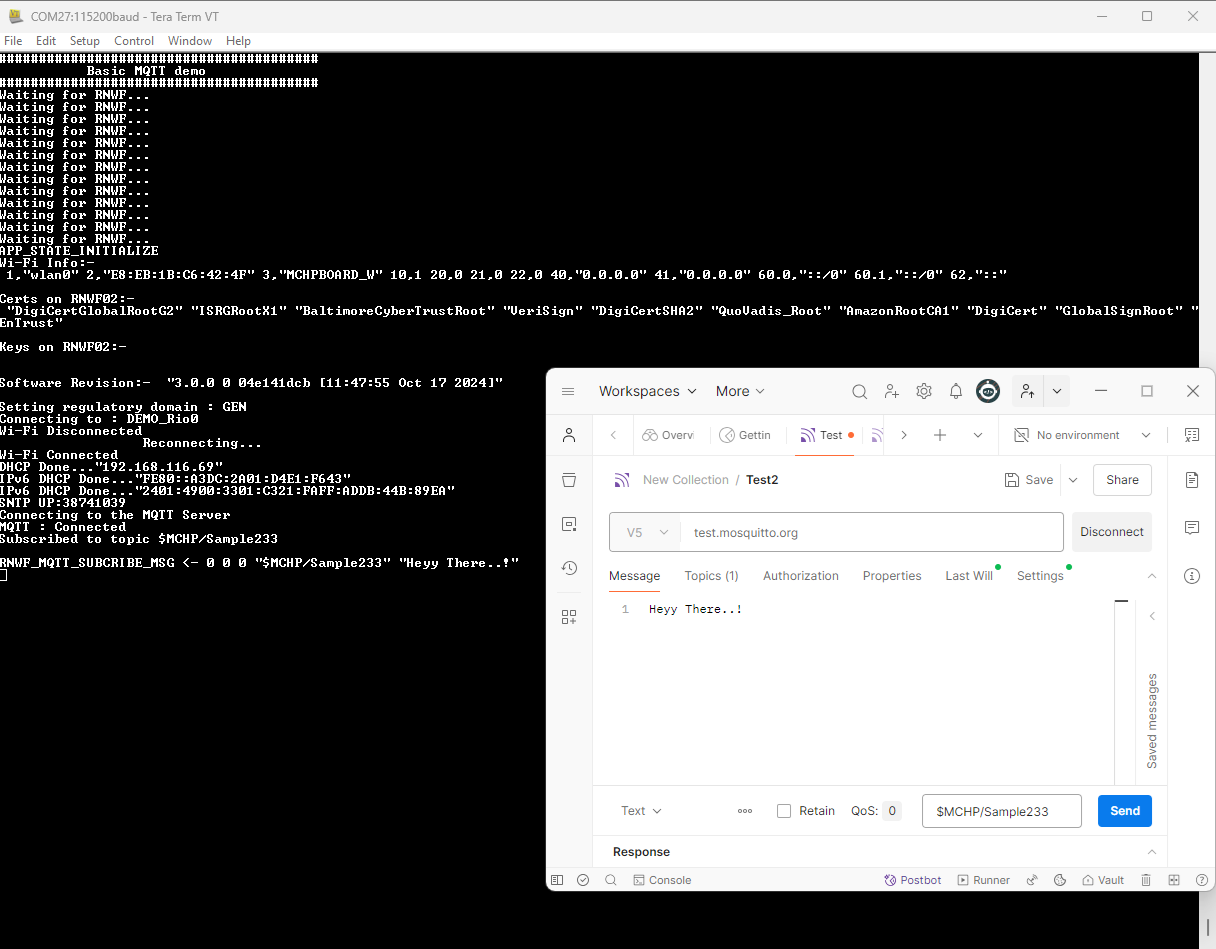 COM27:115200baud - Tera Term VT
File Edit Setup Control Window Help
########################################
Basic MQTT demo
########################################
Waiting for RNWF...
Waiting for RNWF...
Waiting for RNWF...
Waiting for RNWF...
Waiting for RNWF...
Waiting for RNWF...
Waiting for RNWF...
Waiting for RNWF...
Waiting for RNWF...
Waiting for RNWF...
Waiting for RNWF...
Waiting for RNWF...
Waiting for RNWF...
APP_STATE_INITIALIZE
Wi-Fi Info:-
1,"wlan0" 2,"E8:EB:1B:C6:42:4F" 3,"MCHPBOARD_W" 10,1 20,0 21,0 22,0 40,"0.0.0.0" 41,"0.0.0.0" 60.0,"::/0" 60.1,"::/0" 62,"::"
Certs on RNWF02:-
"DigiCertGlobalRootG2" "ISRGRootX1" "BaltimoreCyberTrustRoot" "VeriSign" "DigiCertSHA2" "QuoVadis_Root" "AmazonRootCA1" "DigiCert" "GlobalSignRoot" "
EnTrust"
Keys on RNWF02:-
Software Revision:- "3.0.0 0 04e141dcb [11:47:55 Oct 17 2024]"
Setting regulatory domain : GEN
Connecting to : DEMO_Rio0
Wi-Fi Disconnected
Reconnecting...
Wi-Fi Connected
DHCP Done..."192.168.116.69"
IPv6 DHCP Done..."FE80::A3DC:2A01:D4E1:F643"
IPv6 DHCP Done..."2401:4900:3301:C321:FAFF:ADDB:44B:89EA"
SNTP UP:38741039
Connecting to the MQTT Server
MQTT : Connected
Subscribed to topic $MCHP/Sample233
RNWF_MQTT_SUBCRIBE_MSG <- 0 0 0 "$MCHP/Sample233" "Heyy There..!"
Workspaces More
Overvi Gettin Test No environment
New Collection / Test2 Save Share
V5 test.mosquitto.org Disconnect
Message Topics (1) Authorization Properties Last Will Settings
1 Heyy There..!
Saved messages
Text Retain QoS: 0 $MCHP/Sample233 Send
Response
Console Postbot Runner Vault